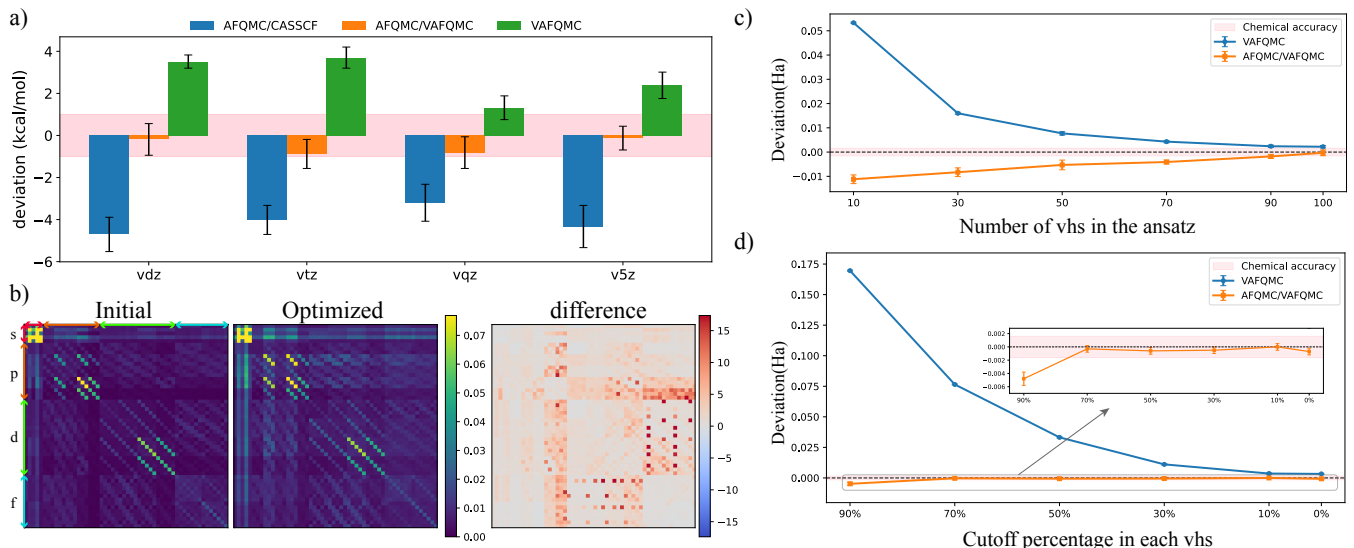 a)
AFQMC/CASSCF
AFQMC/VAFQMC
VAFQMC
deviation (kcal/mol)
4
2
0
−2
−4
−6
vdz
vtz
vqz
v5z
b)
Initial
Optimized
difference
s
p
d
f
0.07
0.06
0.05
0.04
0.03
0.02
0.01
0.00
15
10
5
0
−5
−10
−15
c)
Chemical accuracy
VAFQMC
AFQMC/VAFQMC
Deviation(Ha)
0.05
0.04
0.03
0.02
0.01
0.00
−0.01
10
30
50
70
90
100
Number of vhs in the ansatz
d)
Chemical accuracy
VAFQMC
AFQMC/VAFQMC
Deviation(Ha)
0.175
0.150
0.125
0.100
0.075
0.050
0.025
0.000
0.002
0.000
−0.002
−0.004
−0.006
90%
70%
50%
30%
10%
0%
90%
70%
50%
30%
10%
0%
Cutoff percentage in each vhs